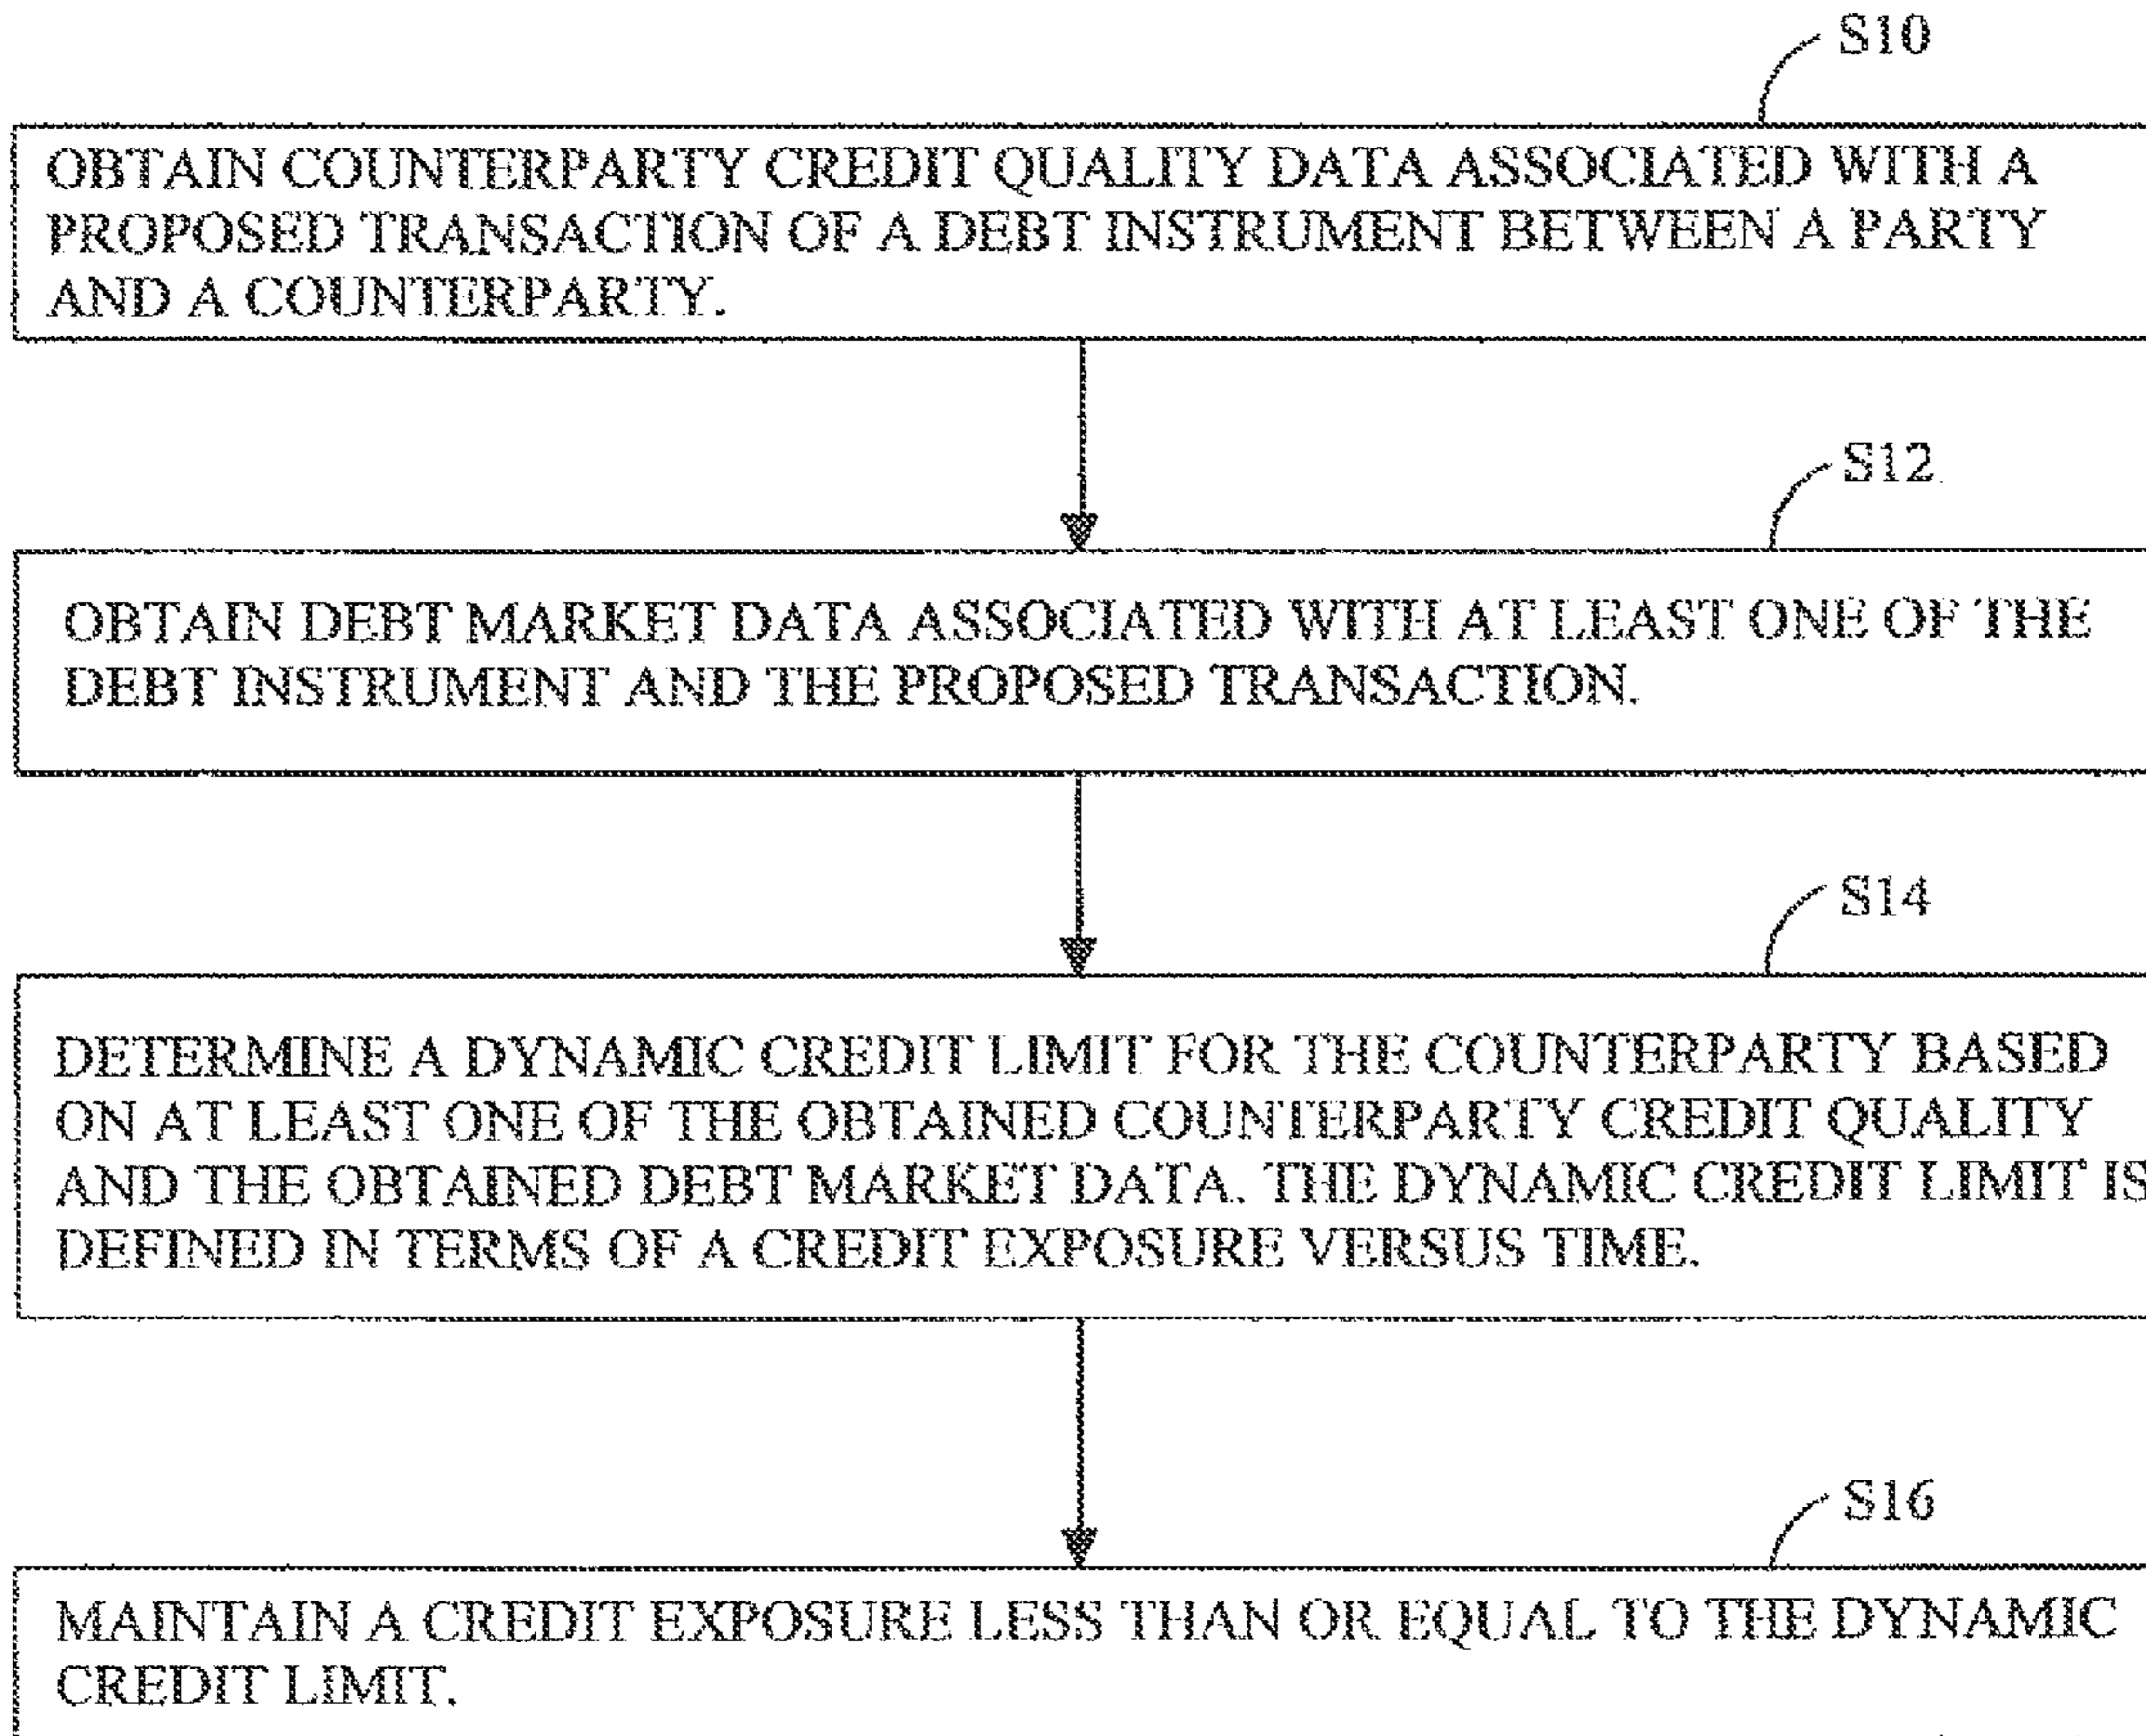 S10
OBTAIN COUNTERPARTY CREDIT QUALITY DATA ASSOCIATED WITH A
PROPOSED TRANSACTION OF A DEBT INSTRUMENT BETWEEN A PARTY
AND A COUNTERPARTY.
S12
OBTAIN DEBT MARKET DATA ASSOCIATED WITH AT LEAST ONE OF THE
DEBT INSTRUMENT AND THE PROPOSED TRANSACTION.
S14
DETERMINE A DYNAMIC CREDIT LIMIT FOR THE COUNTERPARTY BASED
ON AT LEAST ONE OF THE OBTAINED COUNTERPARTY CREDIT QUALITY
AND THE OBTAINED DEBT MARKET DATA. THE DYNAMIC CREDIT LIMIT IS
DEFINED IN TERMS OF A CREDIT EXPOSURE VERSUS TIME.
S16
MAINTAIN A CREDIT EXPOSURE LESS THAN OR EQUAL TO THE DYNAMIC
CREDIT LIMIT.